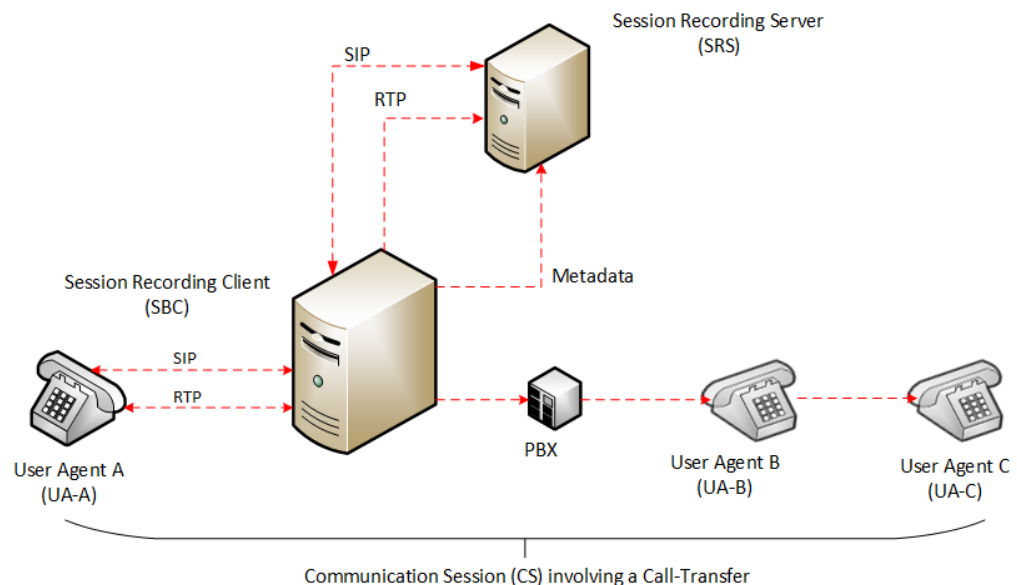 Session Recording Server
(SRS)
SIP
RTP
Metadata
Session Recording Client
(SBC)
SIP
RTP
PBX
User Agent A
(UA-A)
User Agent B
(UA-B)
User Agent C
(UA-C)
Communication Session (CS) involving a Call-Transfer